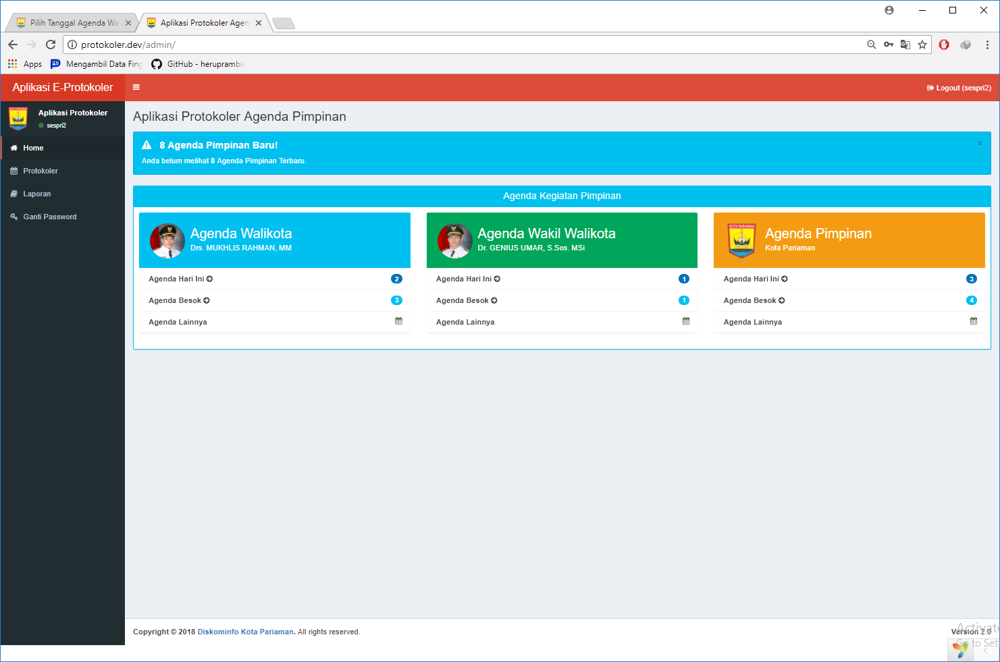 Pilih Tanggal Agenda Wa
Aplikasi Protokoler Agen
protokoler.dev/admin/
Apps
Mengambil Data Fing
GitHub - herupramba
Aplikasi E-Protokoler
Logout (sespri2)
Aplikasi Protokoler
sespri2
Home
Protokoler
Laporan
Ganti Password
Aplikasi Protokoler Agenda Pimpinan
8 Agenda Pimpinan Baru!
×
Anda belum melihat 8 Agenda Pimpinan Terbaru.
Agenda Kegiatan Pimpinan
Agenda Walikota
Drs. MUKHLIS RAHMAN, MM
Agenda Hari Ini 2
Agenda Besok 3
Agenda Lainnya
Agenda Wakil Walikota
Dr. GENIUS UMAR, S.Sos. MSi
Agenda Hari Ini 1
Agenda Besok 1
Agenda Lainnya
KOTA PARIAMAN
Agenda Pimpinan
Kota Pariaman
Agenda Hari Ini 3
Agenda Besok 4
Agenda Lainnya
Copyright © 2018 Diskominfo Kota Pariaman. All rights reserved.
Version 2.0
Activat
Go to Set